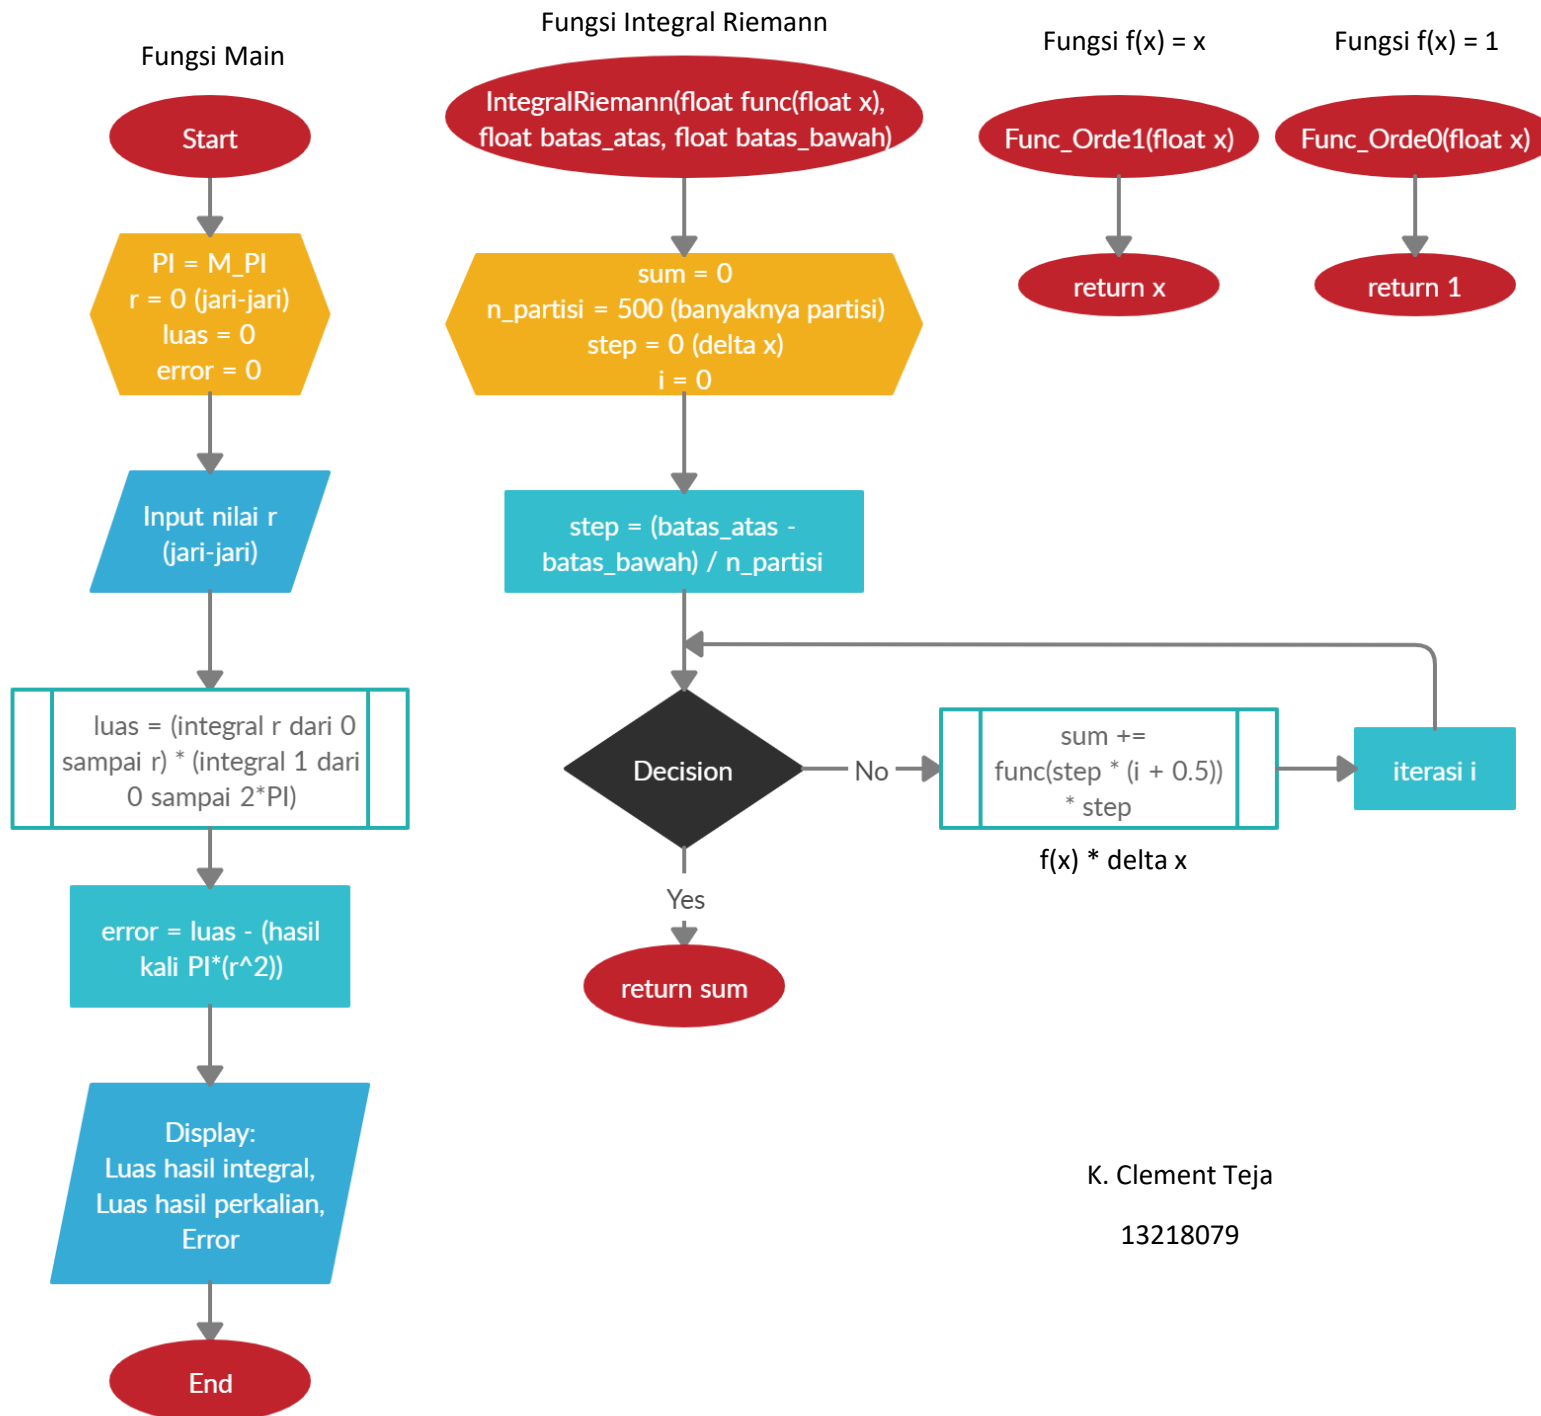 Fungsi Main
Start
PI = M_PI
r = 0 (jari-jari)
luas = 0
error = 0
Input nilai r
(jari-jari)
luas = (integral r dari 0
sampai r) * (integral 1 dari
0 sampai 2*PI)
error = luas - (hasil
kali PI*(r^2))
Display:
Luas hasil integral,
Luas hasil perkalian,
Error
End
Fungsi Integral Riemann
IntegralRiemann(float func(float x),
float batas_atas, float batas_bawah)
sum = 0
n_partisi = 500 (banyaknya partisi)
step = 0 (delta x)
i = 0
step = (batas_atas -
batas_bawah) / n_partisi
Decision
No
sum +=
func(step * (i + 0.5))
* step
f(x) * delta x
iterasi i
Yes
return sum
Fungsi f(x) = x
Func_Orde1(float x)
return x
Fungsi f(x) = 1
Func_Orde0(float x)
return 1
K. Clement Teja
13218079